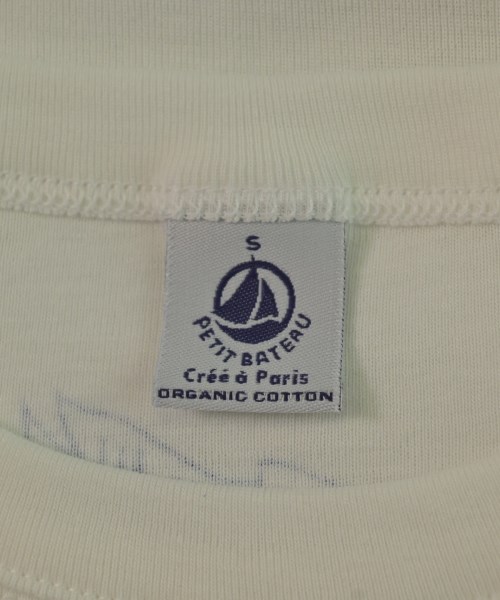 S
PETIT BATEAU
Créé à Paris
ORGANIC COTTON